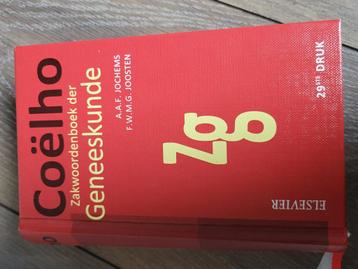 Coëlho
Zakwoordenboek der
Geneeskunde
A.A.F. JOCHEMS
F.W.M.G. JOOSTEN
Zg
29STE DRUK
ELSEVIER